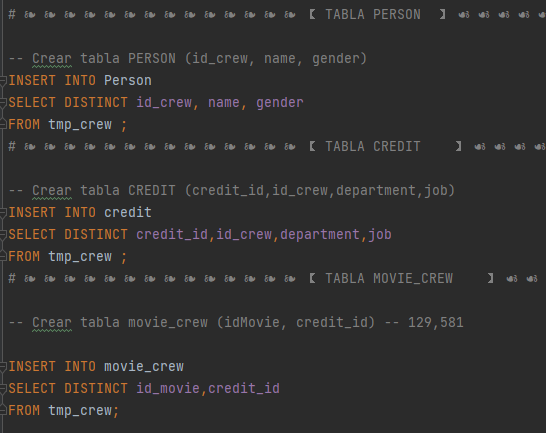 # ❧ ❧ ❧ ❧ ❧ ❧ ❧ ❧ ❧ ❧ ❧ ❧ ❧ ❧ 【 TABLA PERSON 】 ☙ ☙ ☙ ☙ ☙
-- Crear tabla PERSON (id_crew, name, gender)
INSERT INTO Person
SELECT DISTINCT id_crew, name, gender
FROM tmp_crew ;
# ❧ ❧ ❧ ❧ ❧ ❧ ❧ ❧ ❧ ❧ ❧ ❧ ❧ ❧ 【 TABLA CREDIT 】 ☙ ☙ ☙ ☙
-- Crear tabla CREDIT (credit_id,id_crew,department,job)
INSERT INTO credit
SELECT DISTINCT credit_id,id_crew,department,job
FROM tmp_crew ;
# ❧ ❧ ❧ ❧ ❧ ❧ ❧ ❧ ❧ ❧ ❧ ❧ ❧ ❧ 【 TABLA MOVIE_CREW 】 ☙ ☙
-- Crear tabla movie_crew (idMovie, credit_id) -- 129,581
INSERT INTO movie_crew
SELECT DISTINCT id_movie,credit_id
FROM tmp_crew;